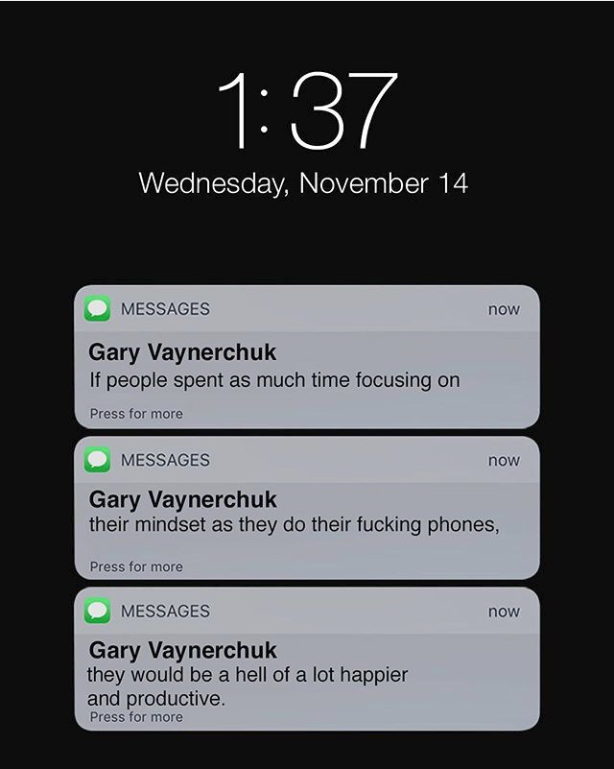 1:37
Wednesday, November 14
MESSAGES now
Gary Vaynerchuk
If people spent as much time focusing on
Press for more
MESSAGES now
Gary Vaynerchuk
their mindset as they do their fucking phones,
Press for more
MESSAGES now
Gary Vaynerchuk
they would be a hell of a lot happier
and productive.
Press for more